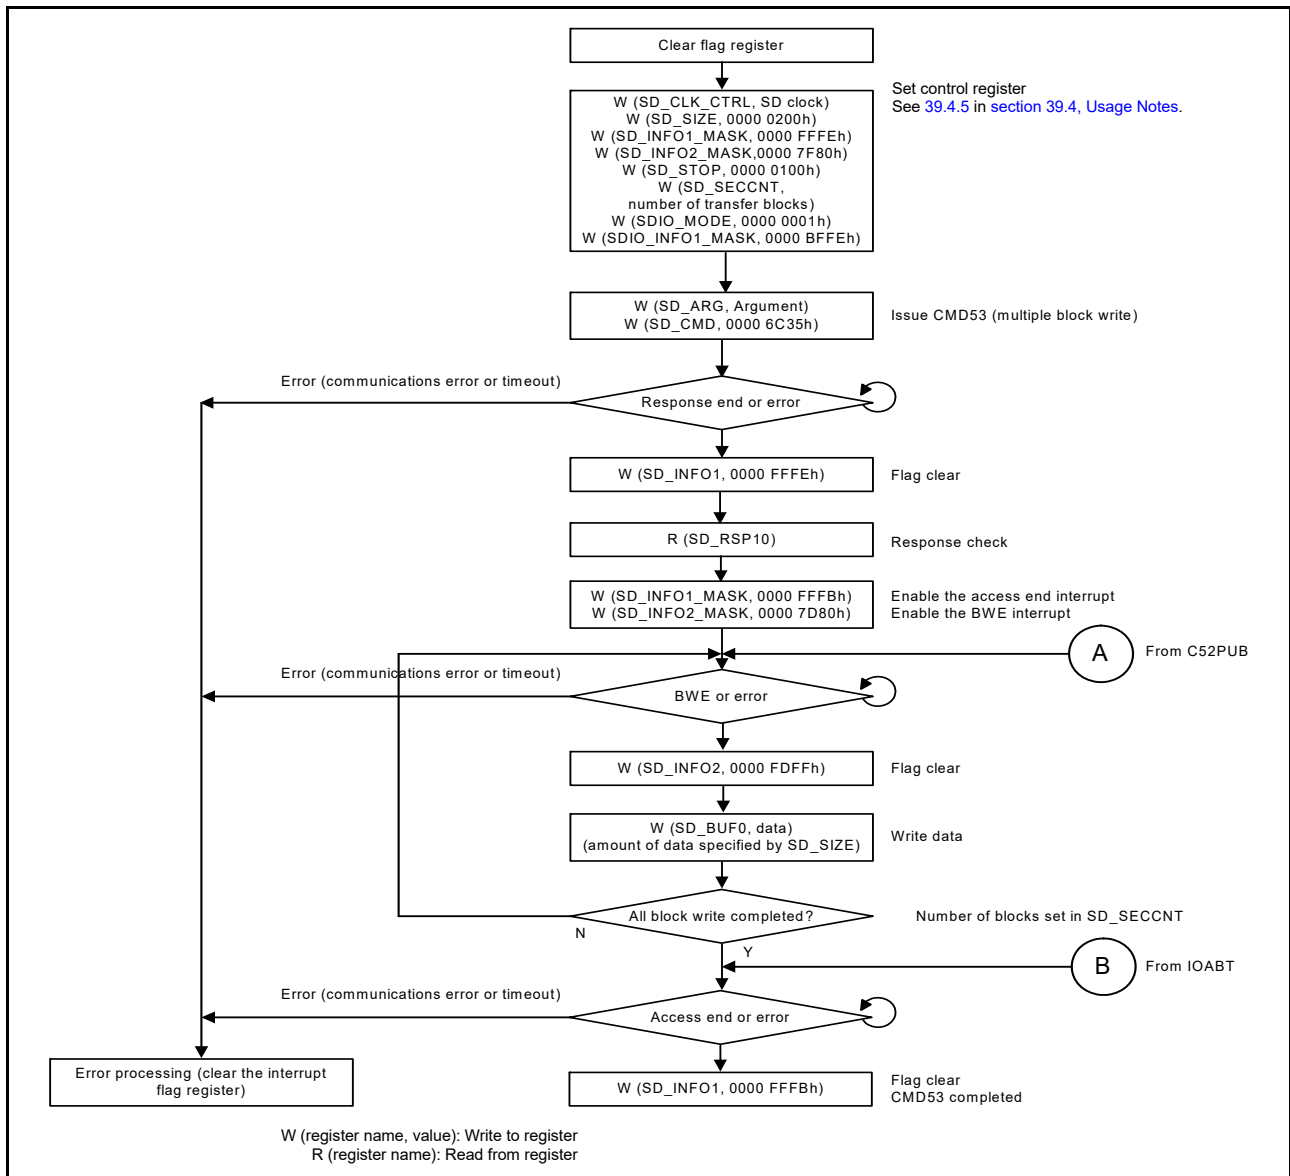 Clear flag register
Set control register
See 39.4.5 in section 39.4, Usage Notes.
W (SD_CLK_CTRL, SD clock)
W (SD_SIZE, 0000 0200h)
W (SD_INFO1_MASK, 0000 FFFEh)
W (SD_INFO2_MASK,0000 7F80h)
W (SD_STOP, 0000 0100h)
W (SD_SECCNT,
number of transfer blocks)
W (SDIO_MODE, 0000 0001h)
W (SDIO_INFO1_MASK, 0000 BFFEh)
W (SD_ARG, Argument)
W (SD_CMD, 0000 6C35h)
Issue CMD53 (multiple block write)
Error (communications error or timeout)
Response end or error
W (SD_INFO1, 0000 FFFEh)
Flag clear
R (SD_RSP10)
Response check
W (SD_INFO1_MASK, 0000 FFFBh)
W (SD_INFO2_MASK, 0000 7D80h)
Enable the access end interrupt
Enable the BWE interrupt
A
From C52PUB
Error (communications error or timeout)
BWE or error
W (SD_INFO2, 0000 FDFFh)
Flag clear
W (SD_BUF0, data)
(amount of data specified by SD_SIZE)
Write data
All block write completed?
Number of blocks set in SD_SECCNT
N
Y
B
From IOABT
Error (communications error or timeout)
Access end or error
Error processing (clear the interrupt
flag register)
W (SD_INFO1, 0000 FFFBh)
Flag clear
CMD53 completed
W (register name, value): Write to register
R (register name): Read from register